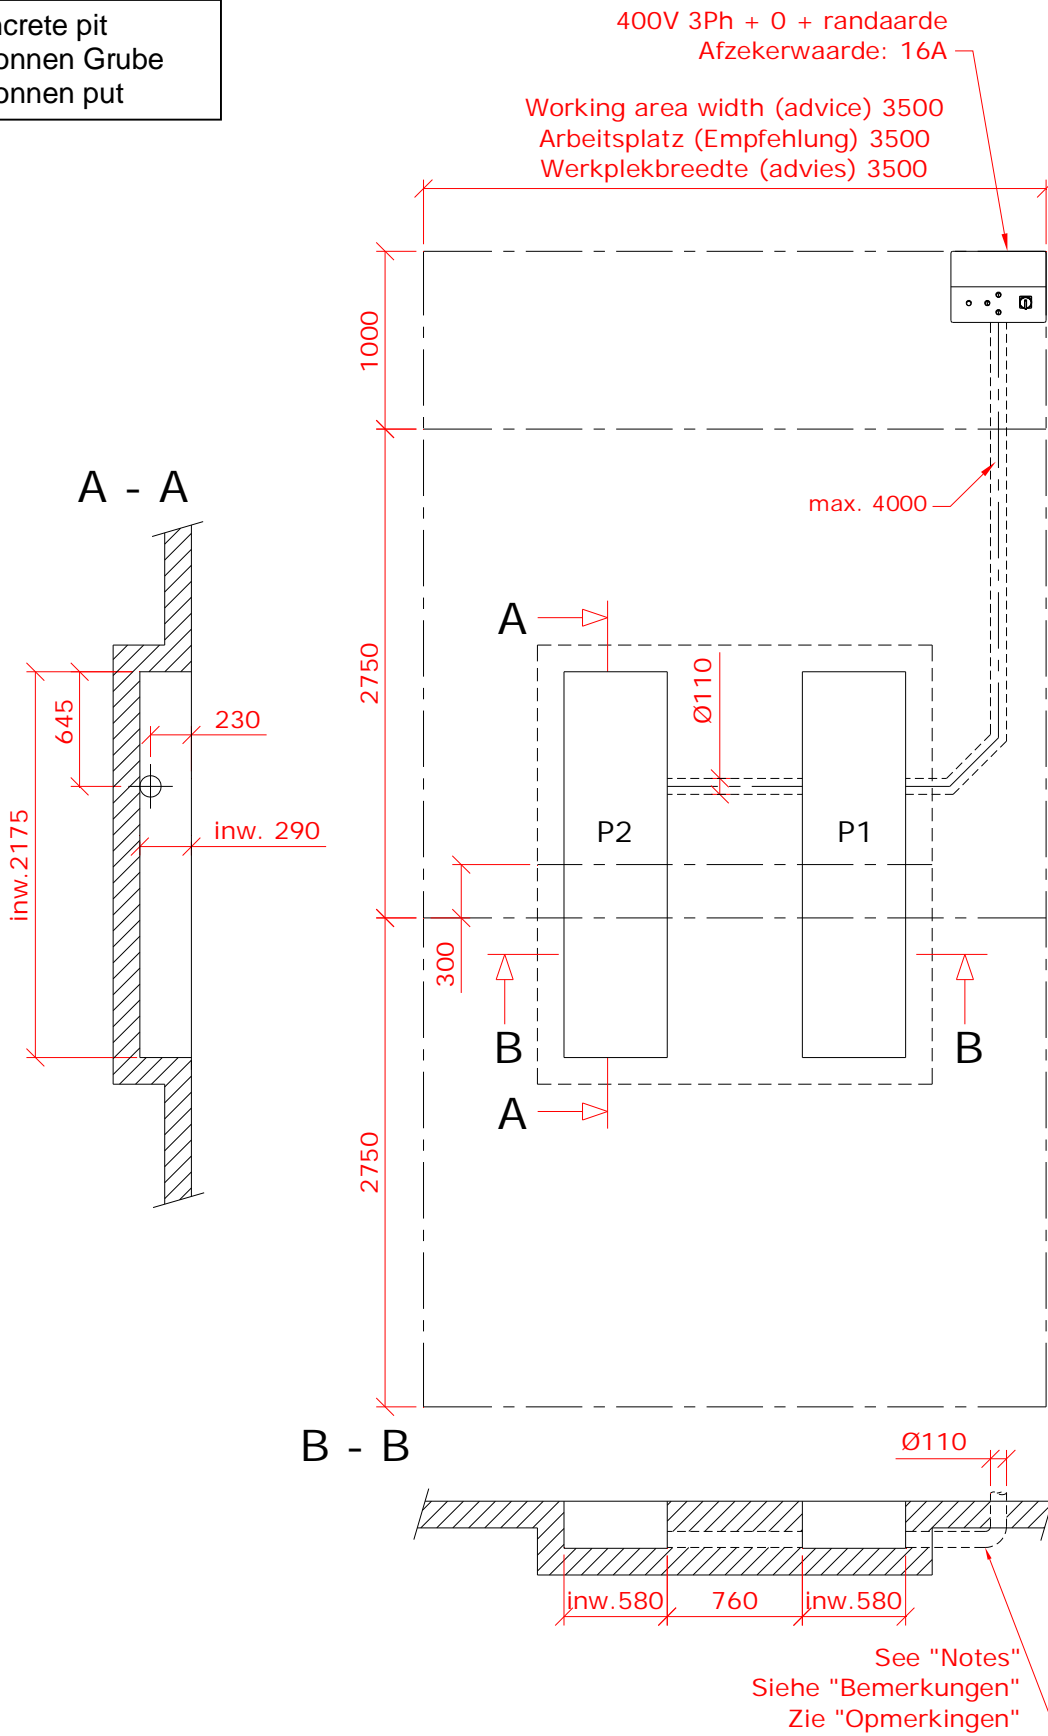 ncrete pit
onnen Grube
onnen put
400V 3Ph + 0 + randaarde
Afzekerwaarde: 16A
Working area width (advice) 3500
Arbeitsplatz (Empfehlung) 3500
Werkplekbreedte (advies) 3500
1000
A - A
max. 4000
A
2750
Ø110
645
230
P2
P1
inw. 290
inw.2175
300
B
B
A
2750
B - B
Ø110
inw.580
760
inw.580
See "Notes"
Siehe "Bemerkungen"
Zie "Opmerkingen"